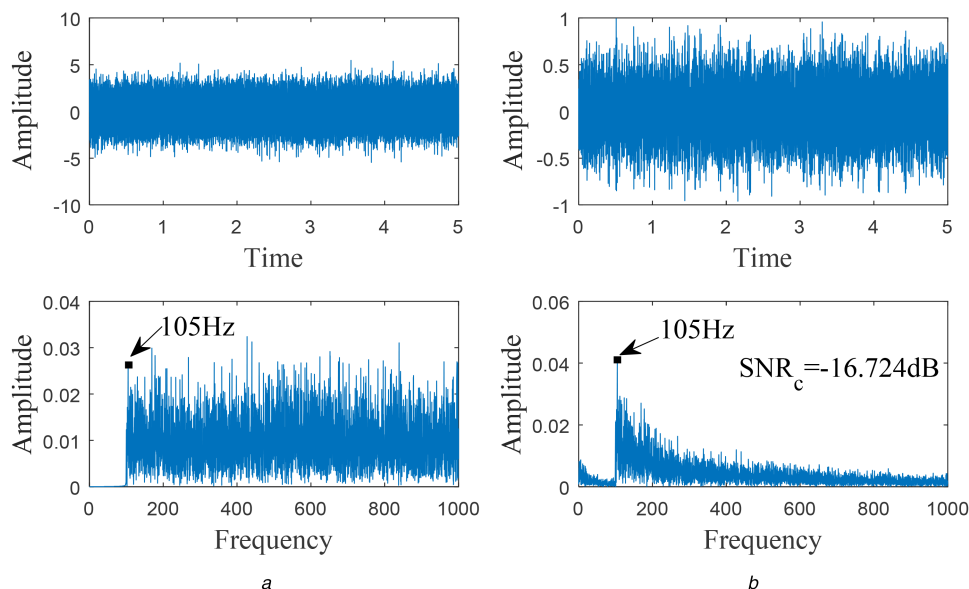 10
5
0
-5
-10
Amplitude
0 1 2 3 4 5
Time
1
0.5
0
-0.5
-1
Amplitude
0 1 2 3 4 5
Time
0.04
0.03
0.02
0.01
0
Amplitude
105Hz
0 200 400 600 800 1000
Frequency
a
0.06
0.04
0.02
0
Amplitude
105Hz
SNRc=-16.724dB
0 200 400 600 800 1000
Frequency
b